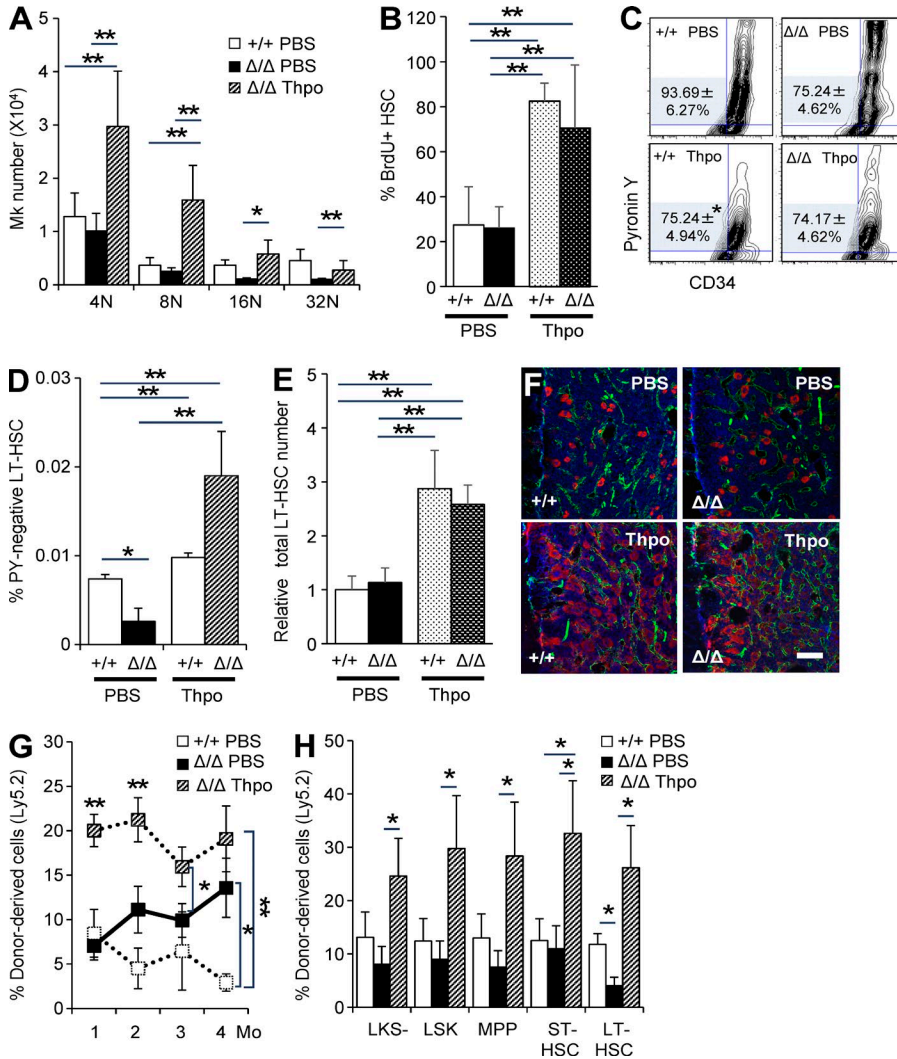 A
+/+ PBS
Δ/Δ PBS
Δ/Δ Thpo
Mk number (X10⁴)
5
4
3
2
1
0
**
**
**
**
*
**
4N
8N
16N
32N
B
% BrdU+ HSC
120
100
80
60
40
20
0
**
**
**
**
+/+
Δ/Δ
+/+
Δ/Δ
PBS
Thpo
C
+/+ PBS
93.69±
6.27%
Δ/Δ PBS
75.24±
4.62%
+/+ Thpo
75.24±*
4.94%
Δ/Δ Thpo
74.17±
4.62%
Pyronin Y
CD34
D
% PY-negative LT-HSC
0.03
0.02
0.01
0
**
**
**
*
+/+
Δ/Δ
+/+
Δ/Δ
PBS
Thpo
E
Relative total LT-HSC number
5
4
3
2
1
0
**
**
**
**
+/+
Δ/Δ
+/+
Δ/Δ
PBS
Thpo
F
PBS
+/+
PBS
Δ/Δ
Thpo
+/+
Thpo
Δ/Δ
G
+/+ PBS
Δ/Δ PBS
Δ/Δ Thpo
% Donor-derived cells (Ly5.2)
30
25
20
15
10
5
0
**
**
*
*
**
1
2
3
4
Mo
H
+/+ PBS
Δ/Δ PBS
Δ/Δ Thpo
% Donor-derived cells (Ly5.2)
50
40
30
20
10
0
*
*
*
*
*
*
*
LKS-
LSK
MPP
ST-
HSC
LT-
HSC